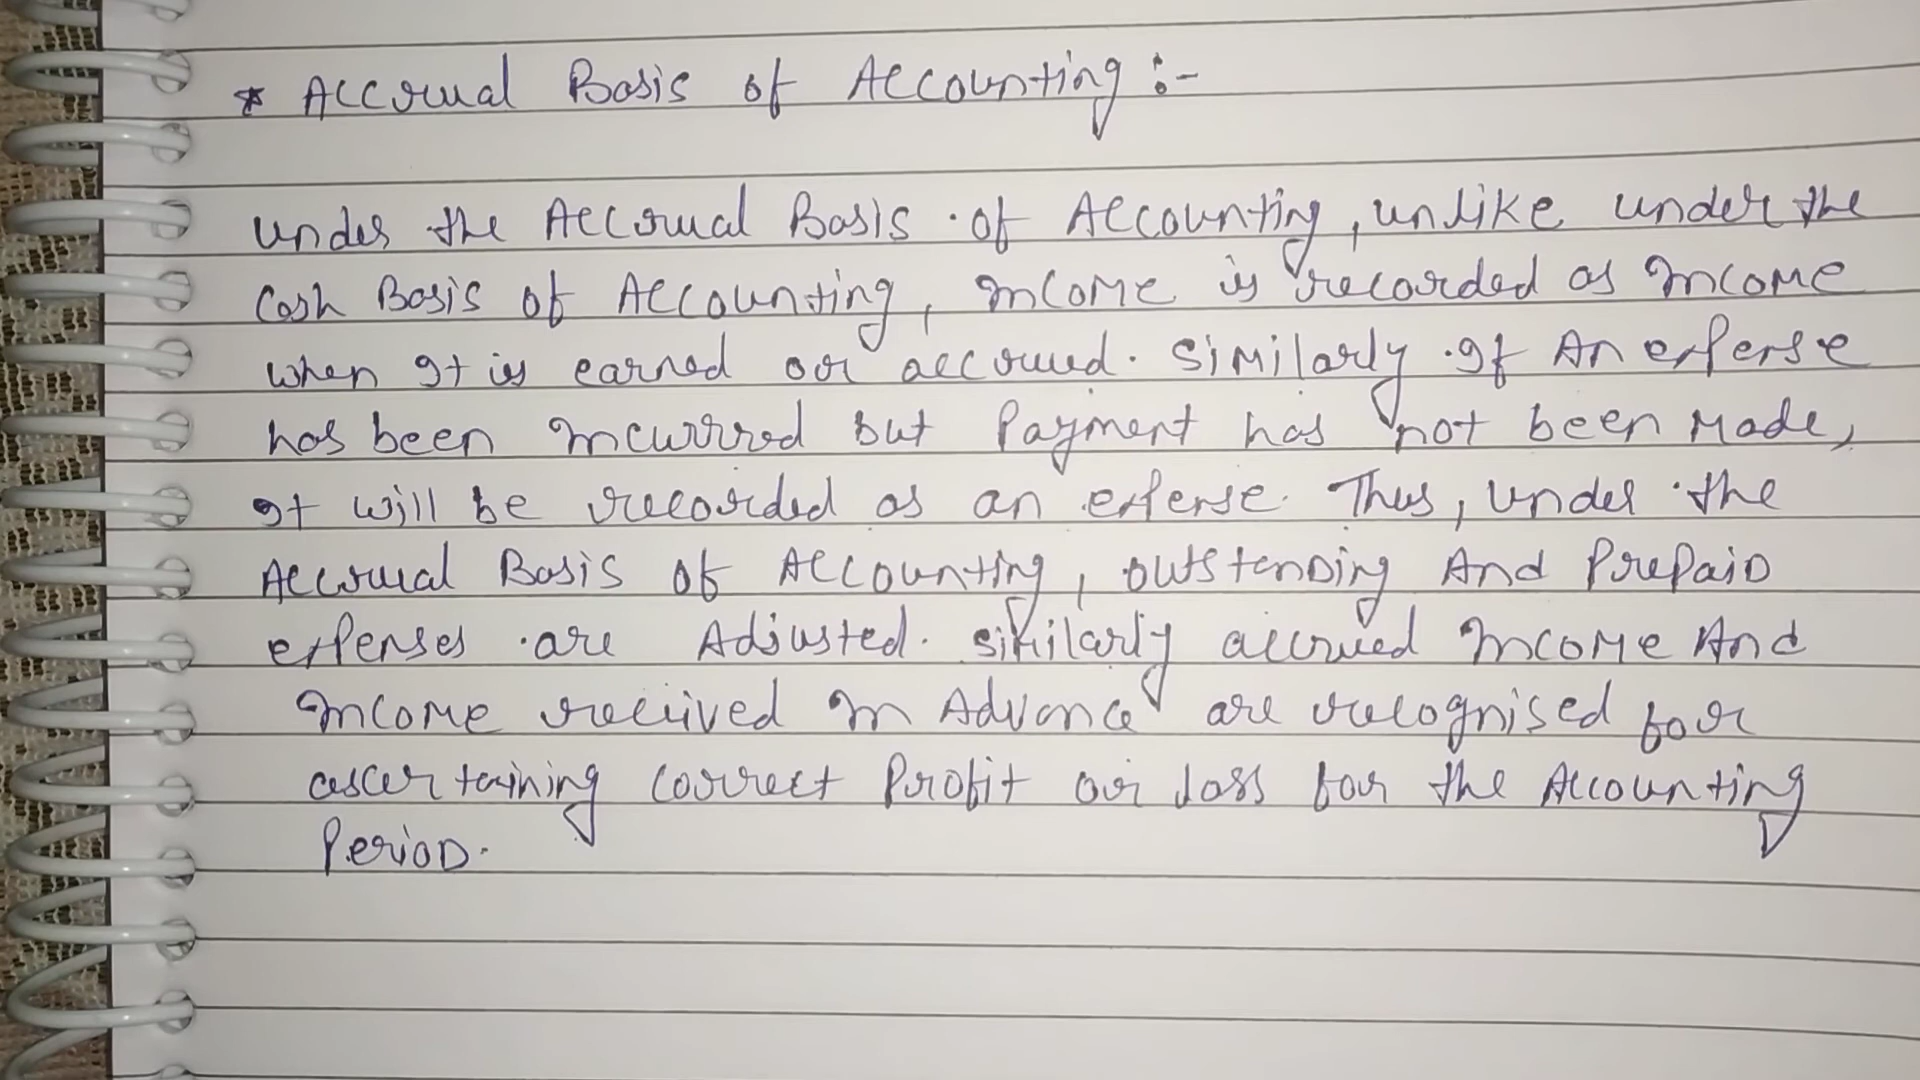 * Accrual Basis of Accounting :-
Under the Accrual Basis of Accounting, unlike under the
Cash Basis of Accounting, Income is recorded as Income
when It is earned or accrued. Similarly If An expense
has been Incurred but Payment has not been Made,
It will be recorded as an expense. Thus, Under the
Accrual Basis of Accounting, Outstanding And Prepaid
expenses are Adjusted. Similarly accrued Income And
Income received In Advance are recognised for
ascertaining Correct Profit or loss for the Accounting
Period.